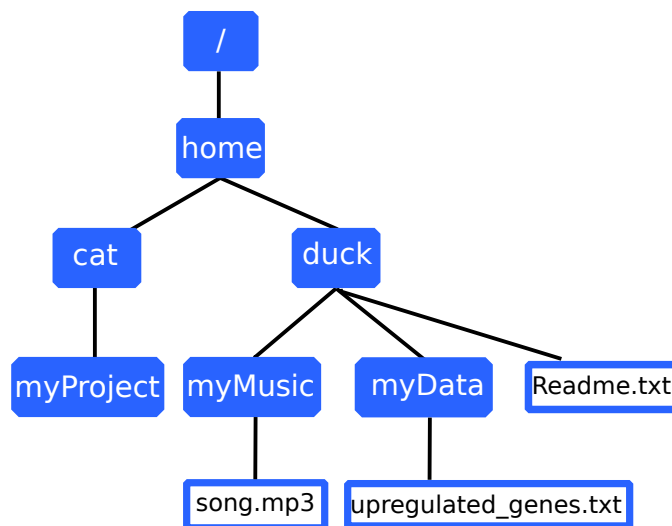 /
home
cat
duck
myProject
myMusic
myData
Readme.txt
song.mp3
upregulated_genes.txt